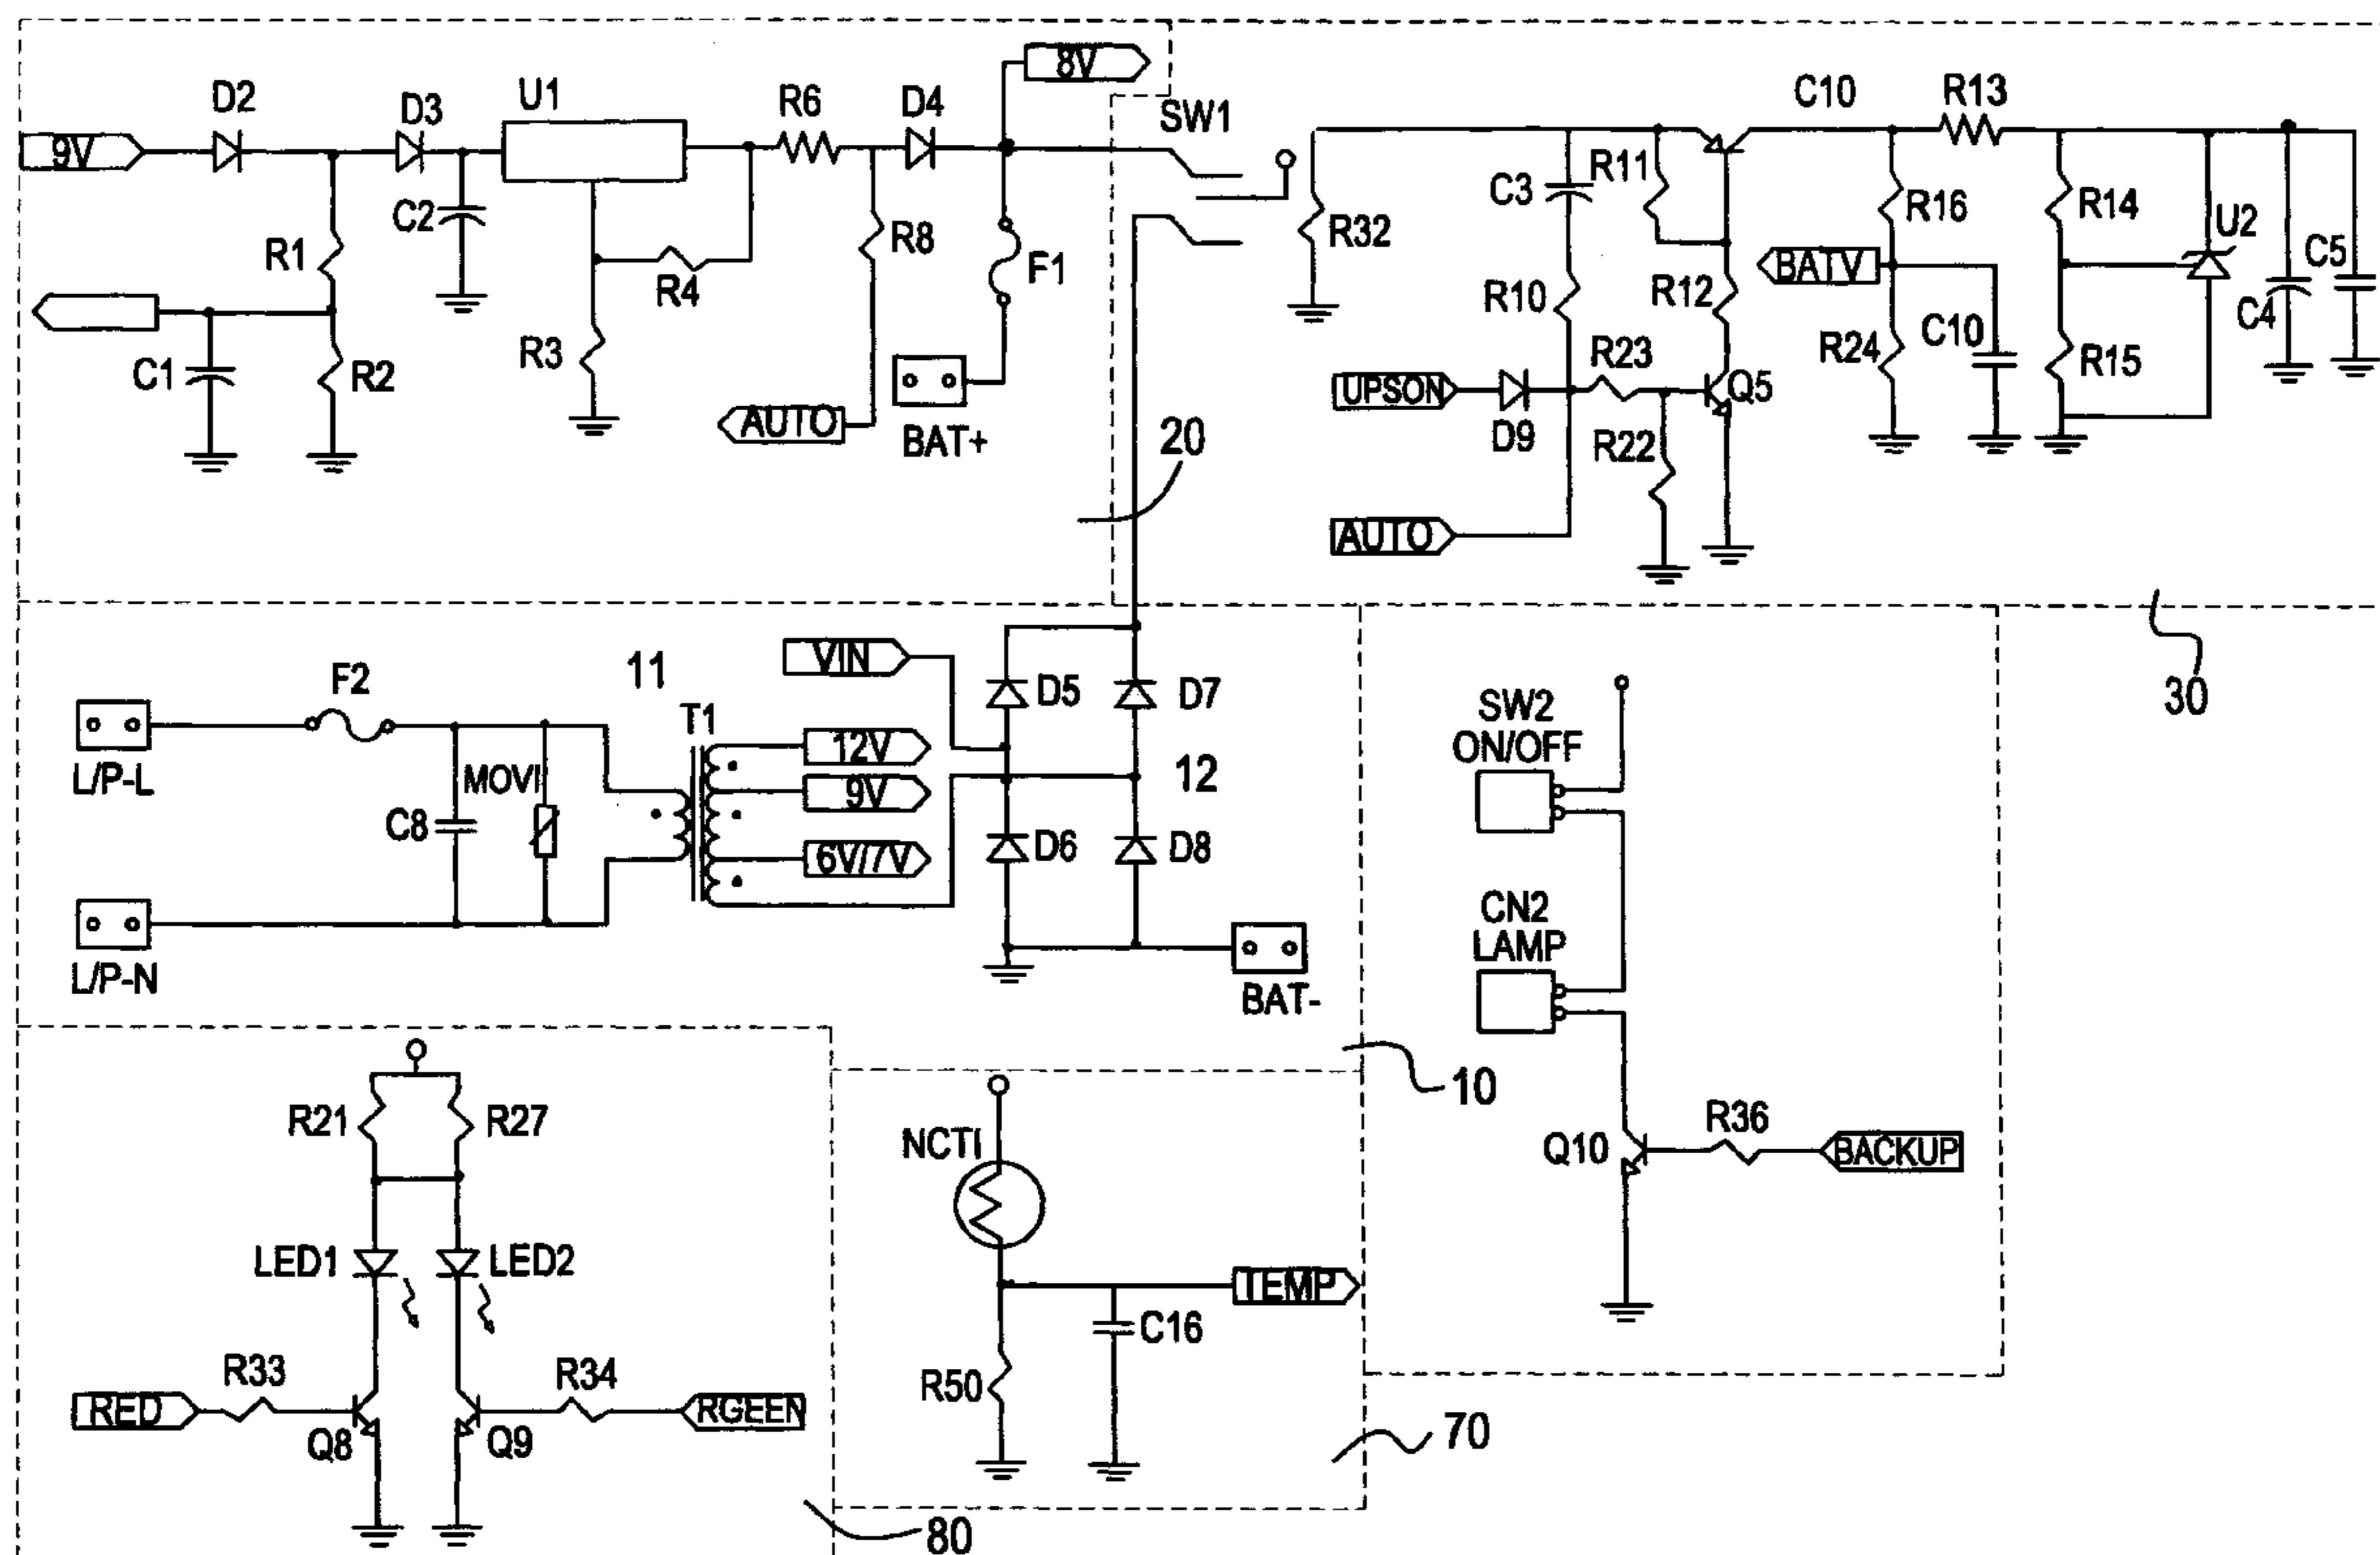 8V
9V
D2
D3
U1
R6
D4
SW1
C10
R13
C2
R1
R4
R8
F1
R32
C3
R11
R16
R14
U2
C5
R10
R12
BATV
C4
C1
R2
R3
R23
R24
C10
R15
UPSON
D9
Q5
R22
AUTO
BAT+
20
AUTO
30
F2
11
VIN
D5
D7
T1
L/P-L
12V
12
MOVI
9V
C8
6V/7V
D6
D8
L/P-N
BAT-
SW2
ON/OFF
CN2
LAMP
10
Q10
R36
BACKUP
R21
R27
NCTI
LED1
LED2
TEMP
C16
R33
R34
R50
RED
RGEEN
Q8
Q9
70
80